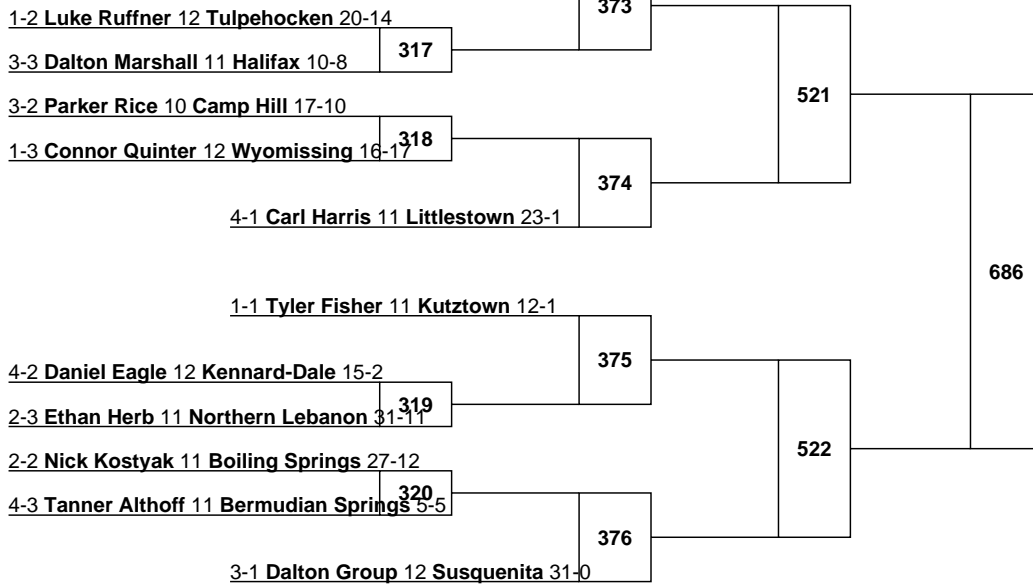 373
1-2 Luke Ruffner 12 Tulpehocken 20-14
317
3-3 Dalton Marshall 11 Halifax 10-8
521
3-2 Parker Rice 10 Camp Hill 17-10
318
1-3 Connor Quinter 12 Wyomissing 16-17
374
4-1 Carl Harris 11 Littlestown 23-1
686
1-1 Tyler Fisher 11 Kutztown 12-1
375
4-2 Daniel Eagle 12 Kennard-Dale 15-2
319
2-3 Ethan Herb 11 Northern Lebanon 31-11
522
2-2 Nick Kostyak 11 Boiling Springs 27-12
320
4-3 Tanner Althoff 11 Bermudian Springs 5-5
376
3-1 Dalton Group 12 Susquenita 31-0